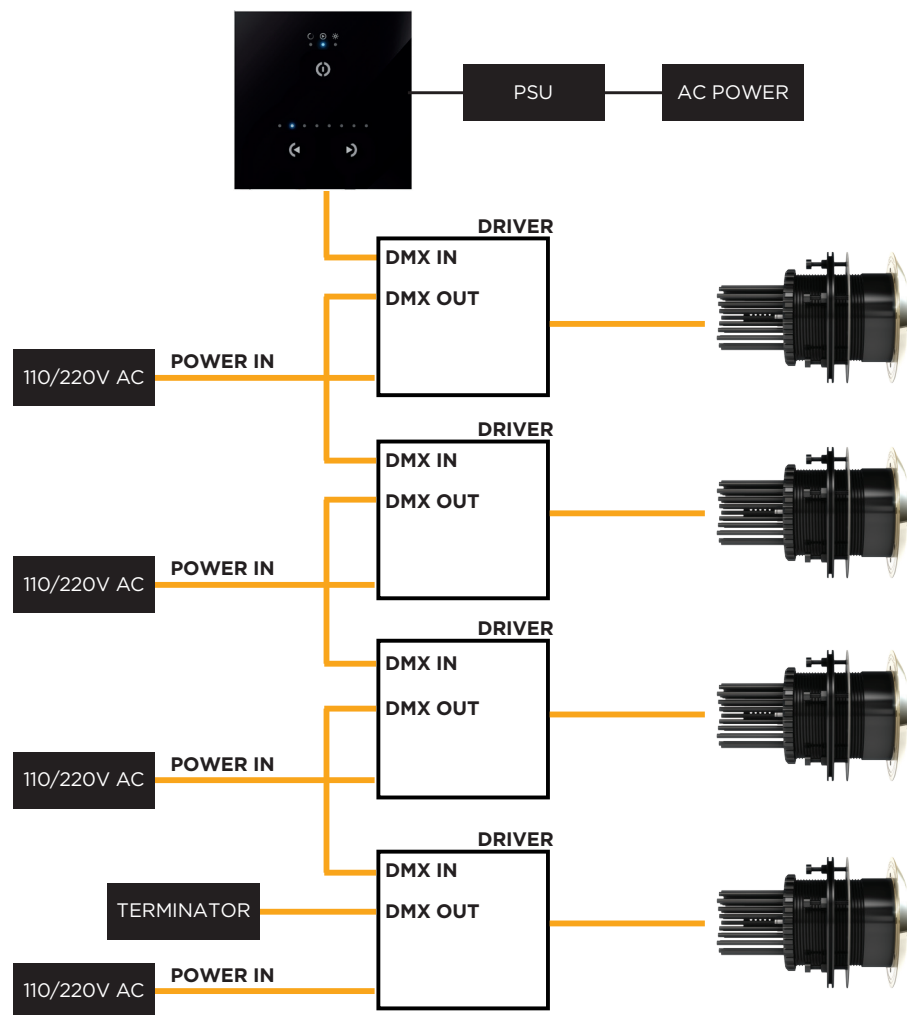 PSU
AC POWER
DRIVER
DMX IN
DMX OUT
POWER IN
110/220V AC
DRIVER
DMX IN
DMX OUT
POWER IN
110/220V AC
DRIVER
DMX IN
DMX OUT
POWER IN
110/220V AC
DRIVER
DMX IN
TERMINATOR
DMX OUT
POWER IN
110/220V AC